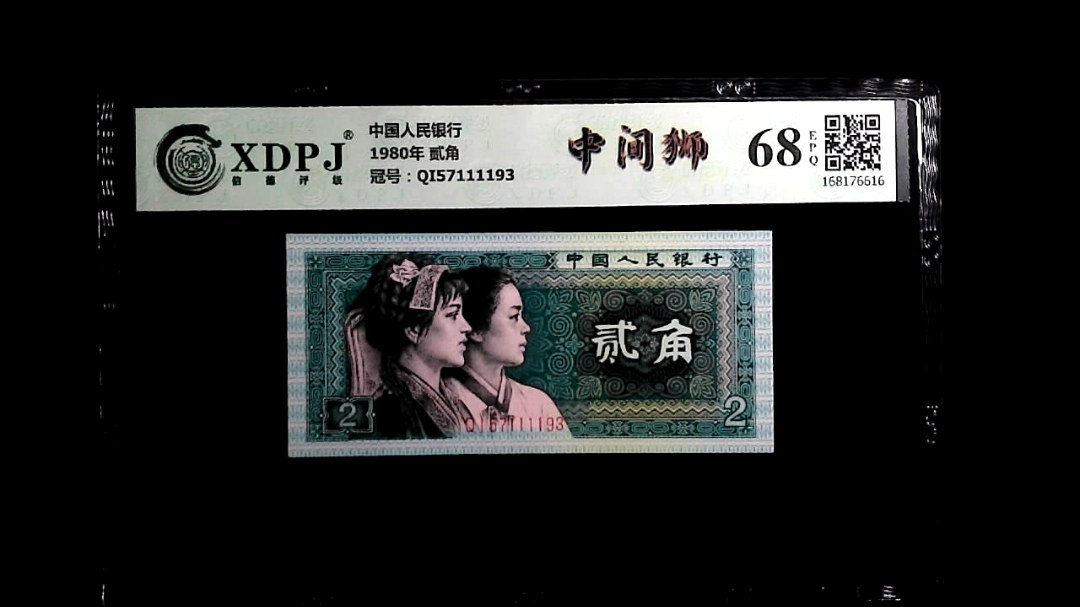 XDPJ®
信德评级
中国人民银行
1980年 贰角
冠号：QI57111193
中间狮
68
EPQ
168176616
中国人民银行
贰角
2
2
QI57111193